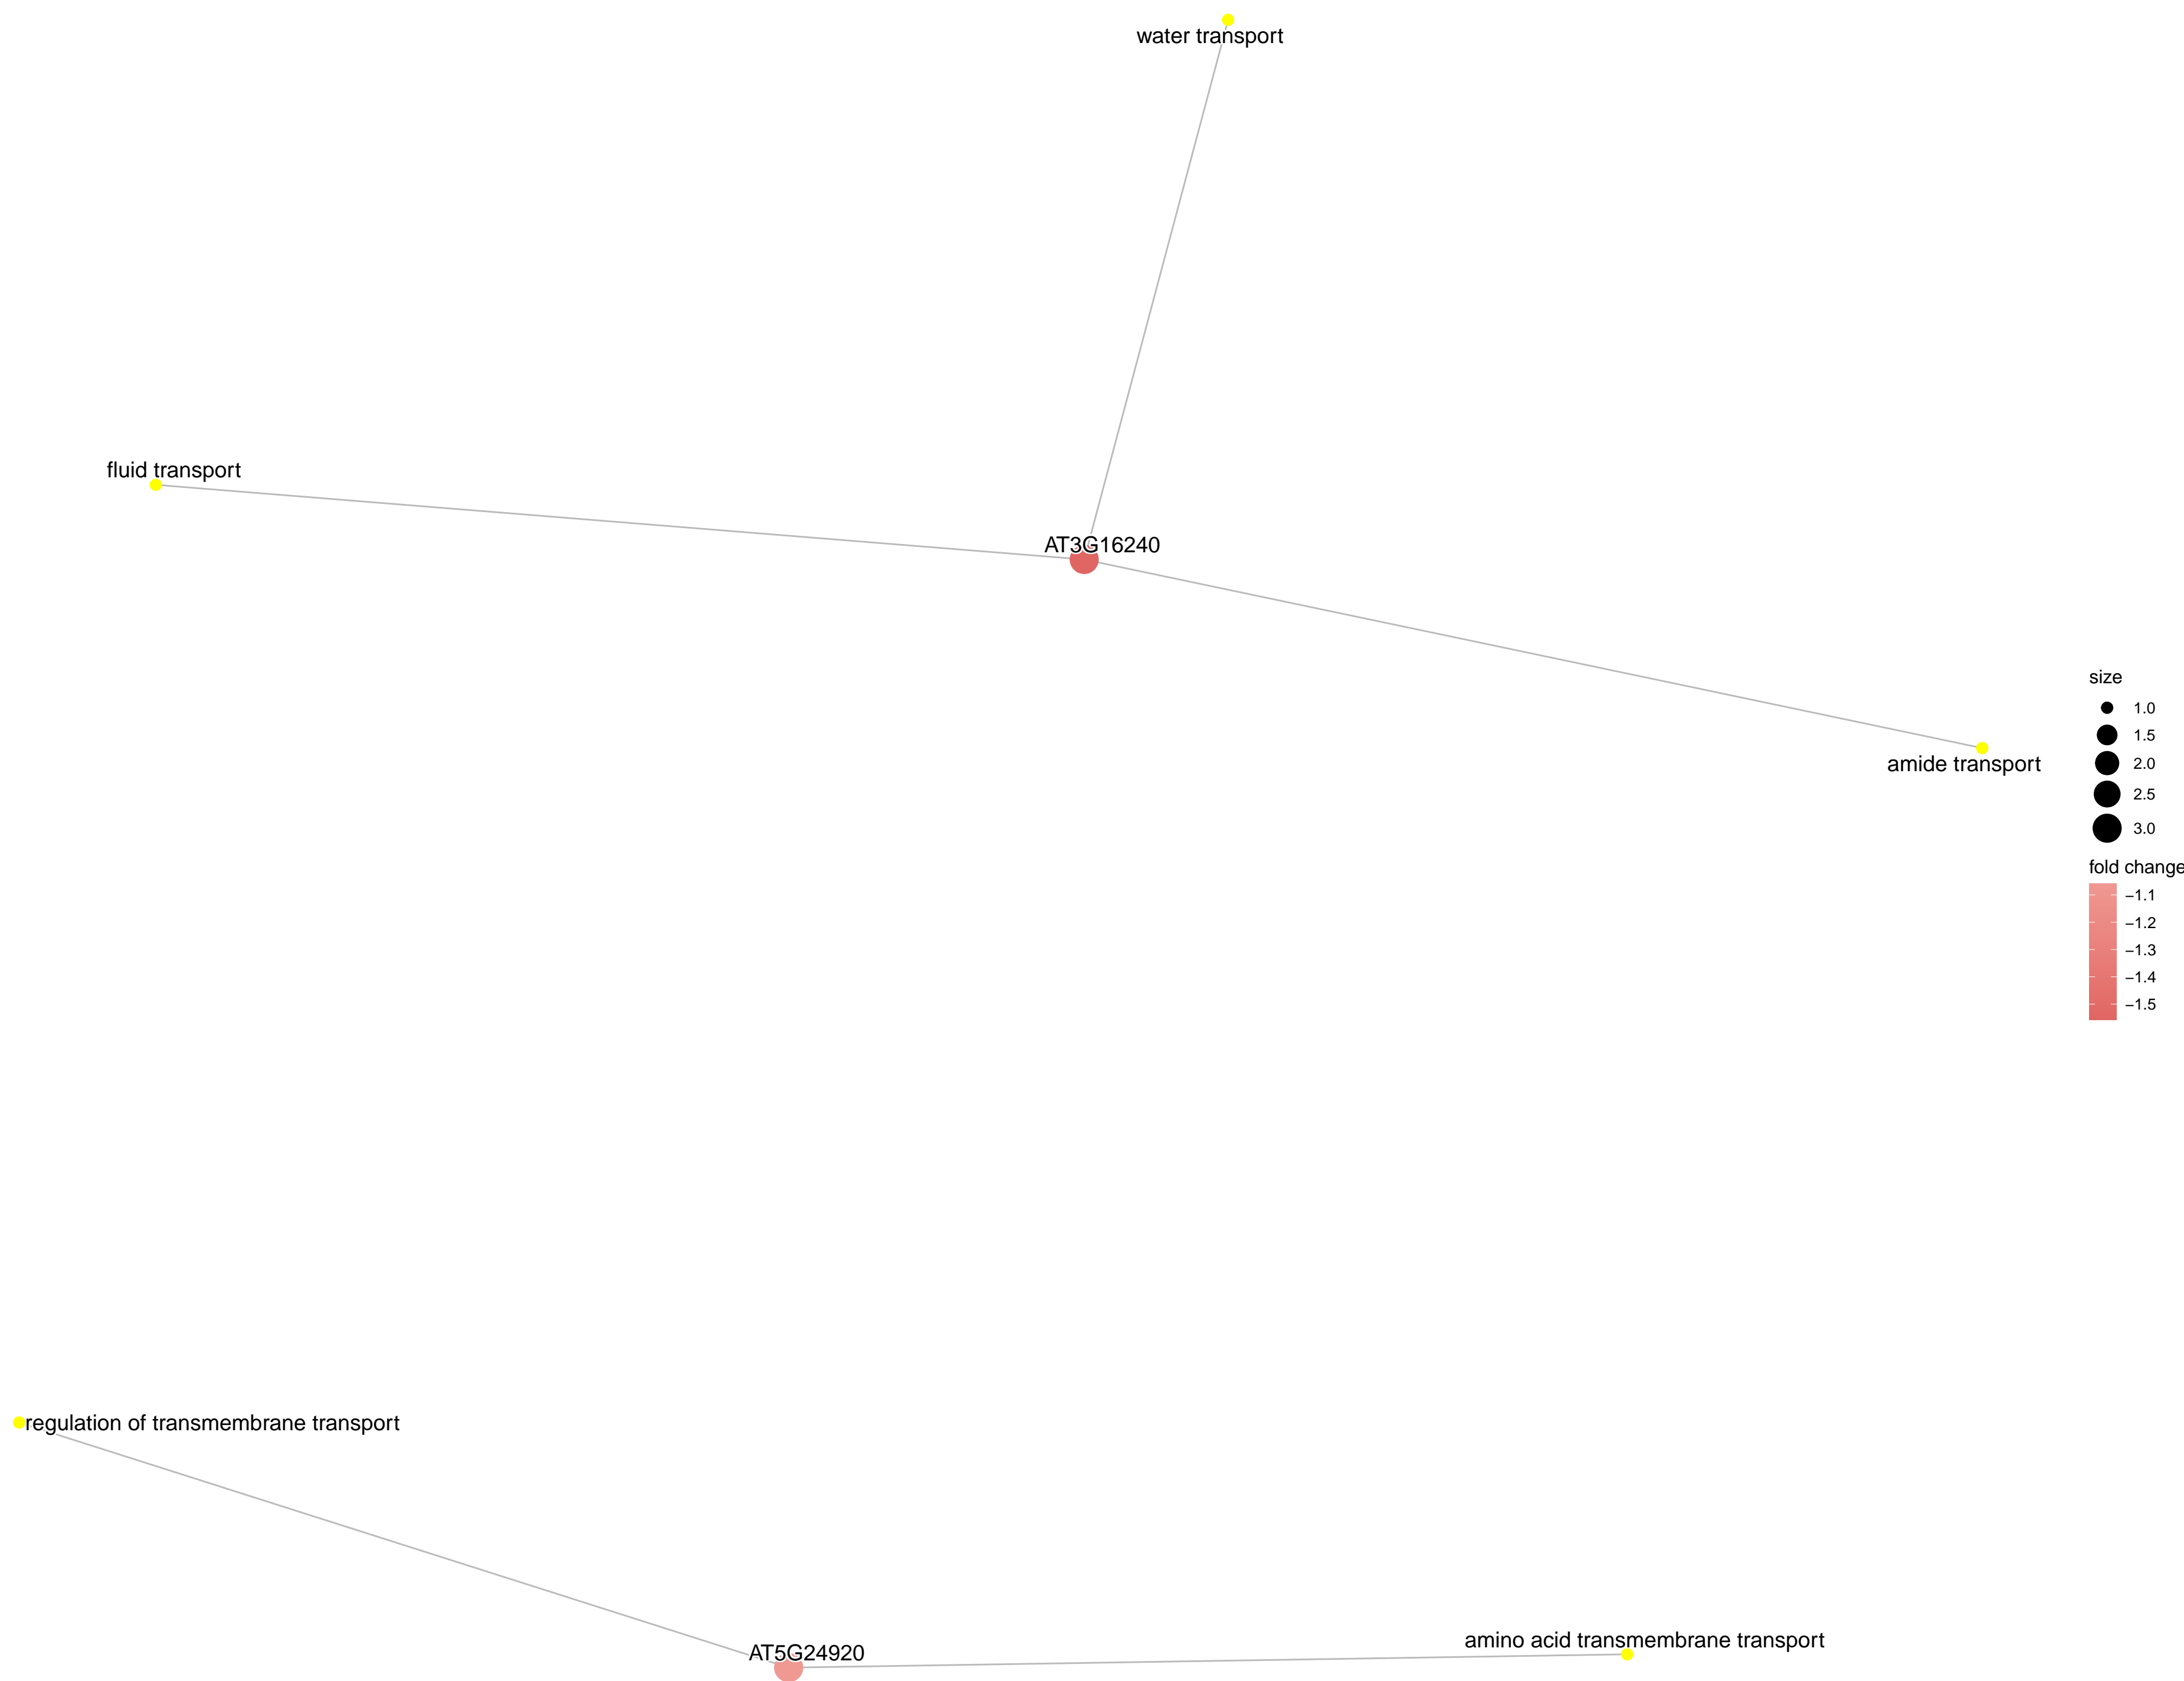 water transport
fluid transport
AT3G16240
amide transport
size
1.0
1.5
2.0
2.5
3.0
fold change
−1.1
−1.2
−1.3
−1.4
−1.5
regulation of transmembrane transport
AT5G24920
amino acid transmembrane transport